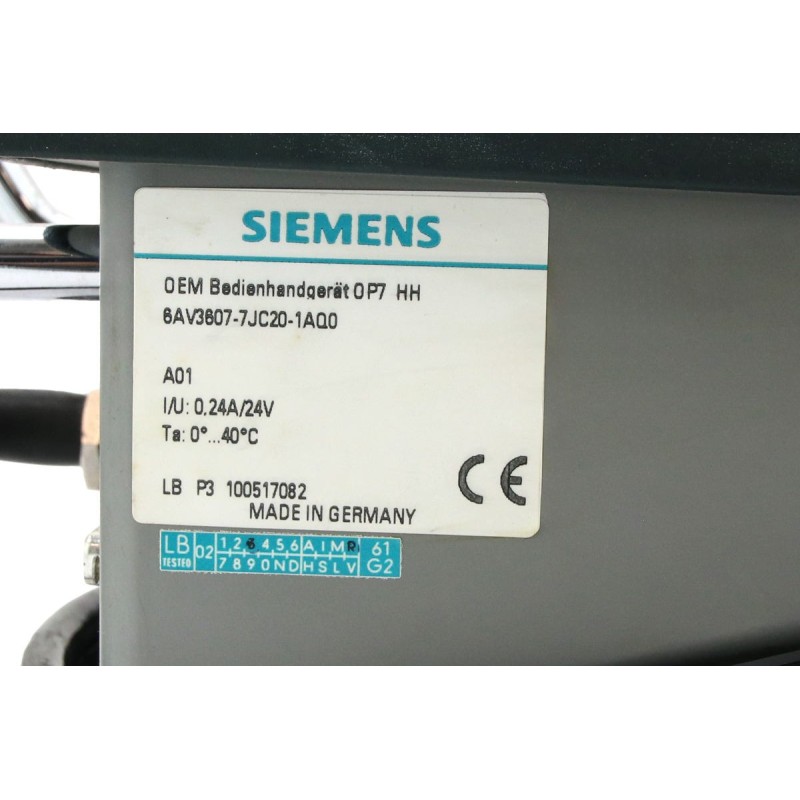 SIEMENS
OEM Bedienhandgerät OP7 HH
6AV3607-7JC20-1AQ0
A01
I/U: 0,24A/24V
Ta: 0°...40°C
LB P3 100517082
MADE IN GERMANY
CE
LB TESTED 02 1 2 3 4 5 6 A I M R 61
7 8 9 0 N D H S L V G2